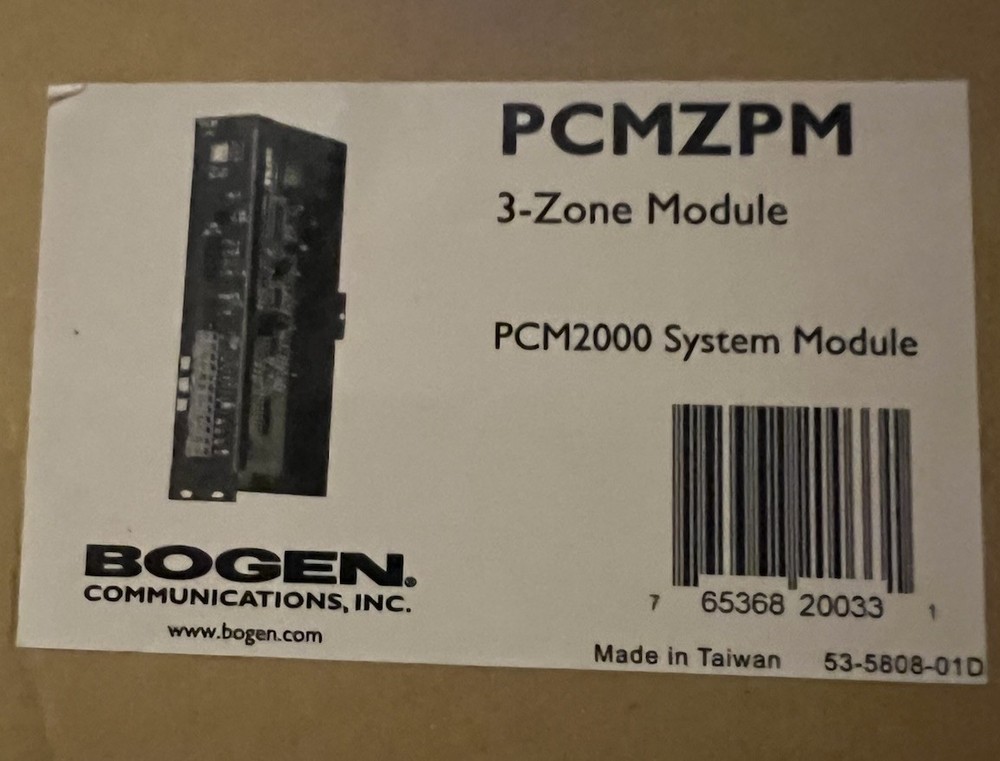 PCMZPM
3-Zone Module
PCM2000 System Module
BOGEN®
COMMUNICATIONS, INC.
www.bogen.com
7 65368 20033 1
Made in Taiwan 53-5808-01D